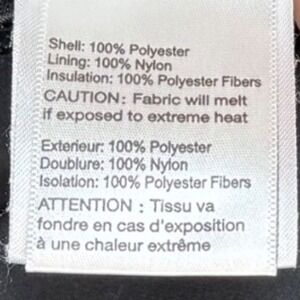 Shell: 100% Polyester
Lining: 100% Nylon
Insulation: 100% Polyester Fibers
CAUTION: Fabric will melt
if exposed to extreme heat
Exterieur: 100% Polyester
Doublure: 100% Nylon
Isolation: 100% Polyester Fibers
ATTENTION : Tissu va
fondre en cas d'exposition
à une chaleur extrême